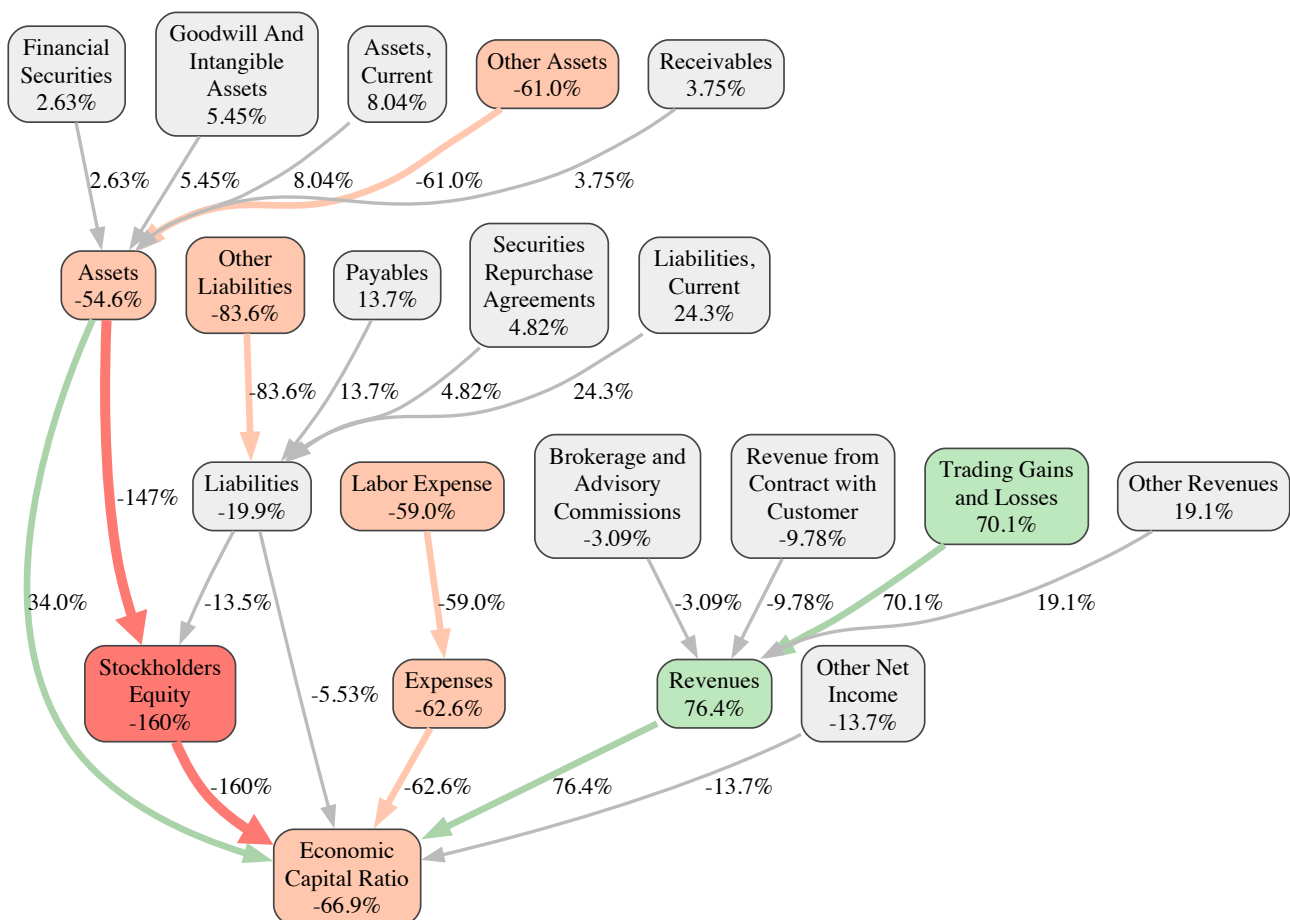 Financial
Securities
2.63%
Goodwill And
Intangible
Assets
5.45%
Assets,
Current
8.04%
Other Assets
-61.0%
Receivables
3.75%
2.63%
5.45%
8.04%
-61.0%
3.75%
Assets
-54.6%
Other
Liabilities
-83.6%
Payables
13.7%
Securities
Repurchase
Agreements
4.82%
Liabilities,
Current
24.3%
-83.6%
13.7%
4.82%
24.3%
-147%
Liabilities
-19.9%
Labor Expense
-59.0%
Brokerage and
Advisory
Commissions
-3.09%
Revenue from
Contract with
Customer
-9.78%
Trading Gains
and Losses
70.1%
Other Revenues
19.1%
34.0%
-13.5%
-59.0%
-3.09%
-9.78%
70.1%
19.1%
Stockholders
Equity
-160%
-5.53%
Expenses
-62.6%
Revenues
76.4%
Other Net
Income
-13.7%
-160%
-62.6%
76.4%
-13.7%
Economic
Capital Ratio
-66.9%